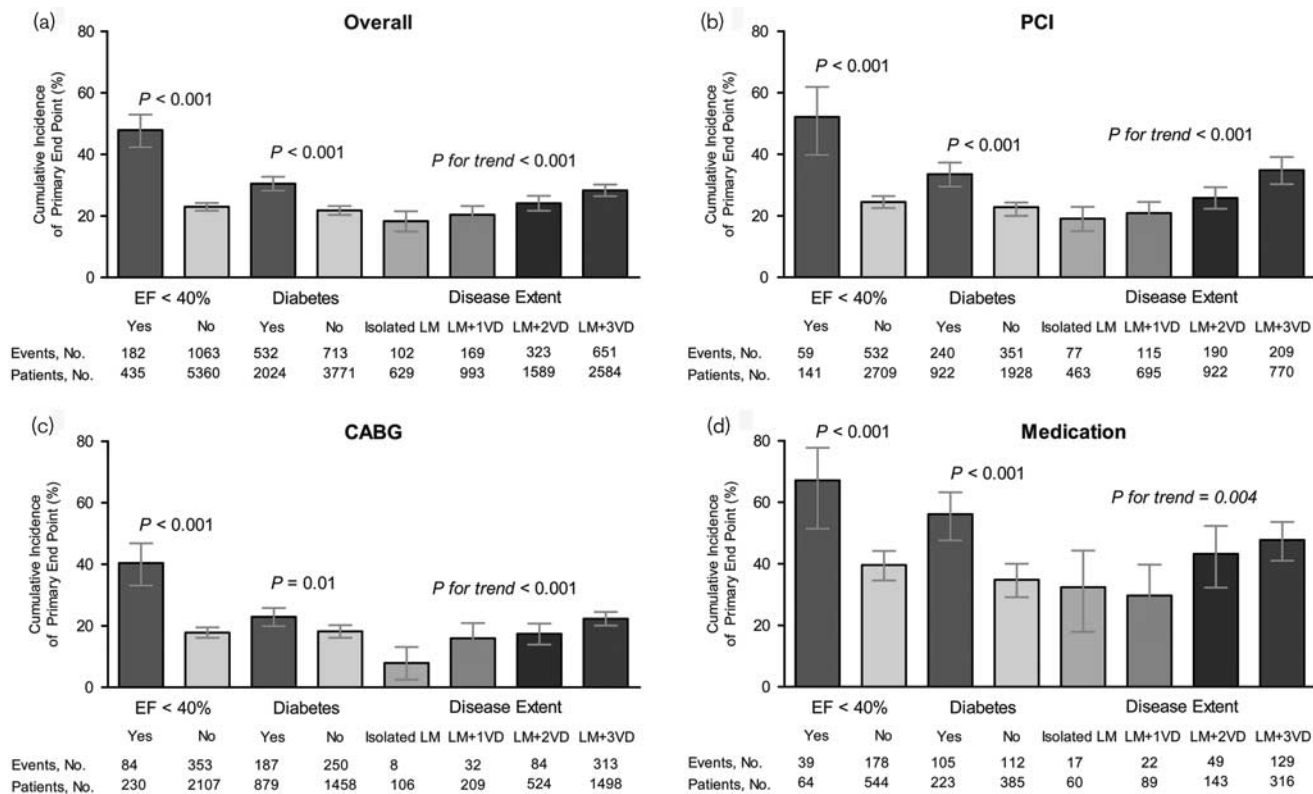 (a)
Overall
Cumulative Incidence
of Primary End Point (%)
80
60
40
20
0
P < 0.001
P < 0.001
P for trend < 0.001
EF < 40% Diabetes Disease Extent
Yes No Yes No Isolated LM LM+1VD LM+2VD LM+3VD
Events, No. 182 1063 532 713 102 169 323 651
Patients, No. 435 5360 2024 3771 629 993 1589 2584
(b)
PCI
Cumulative Incidence
of Primary End Point (%)
80
60
40
20
0
P < 0.001
P < 0.001
P for trend < 0.001
EF < 40% Diabetes Disease Extent
Yes No Yes No Isolated LM LM+1VD LM+2VD LM+3VD
Events, No. 59 532 240 351 77 115 190 209
Patients, No. 141 2709 922 1928 463 695 922 770
(c)
CABG
Cumulative Incidence
of Primary End Point (%)
80
60
40
20
0
P < 0.001
P = 0.01
P for trend < 0.001
EF < 40% Diabetes Disease Extent
Yes No Yes No Isolated LM LM+1VD LM+2VD LM+3VD
Events, No. 84 353 187 250 8 32 84 313
Patients, No. 230 2107 879 1458 106 209 524 1498
(d)
Medication
Cumulative Incidence
of Primary End Point (%)
80
60
40
20
0
P < 0.001
P < 0.001
P for trend = 0.004
EF < 40% Diabetes Disease Extent
Yes No Yes No Isolated LM LM+1VD LM+2VD LM+3VD
Events, No. 39 178 105 112 17 22 49 129
Patients, No. 64 544 223 385 60 89 143 316